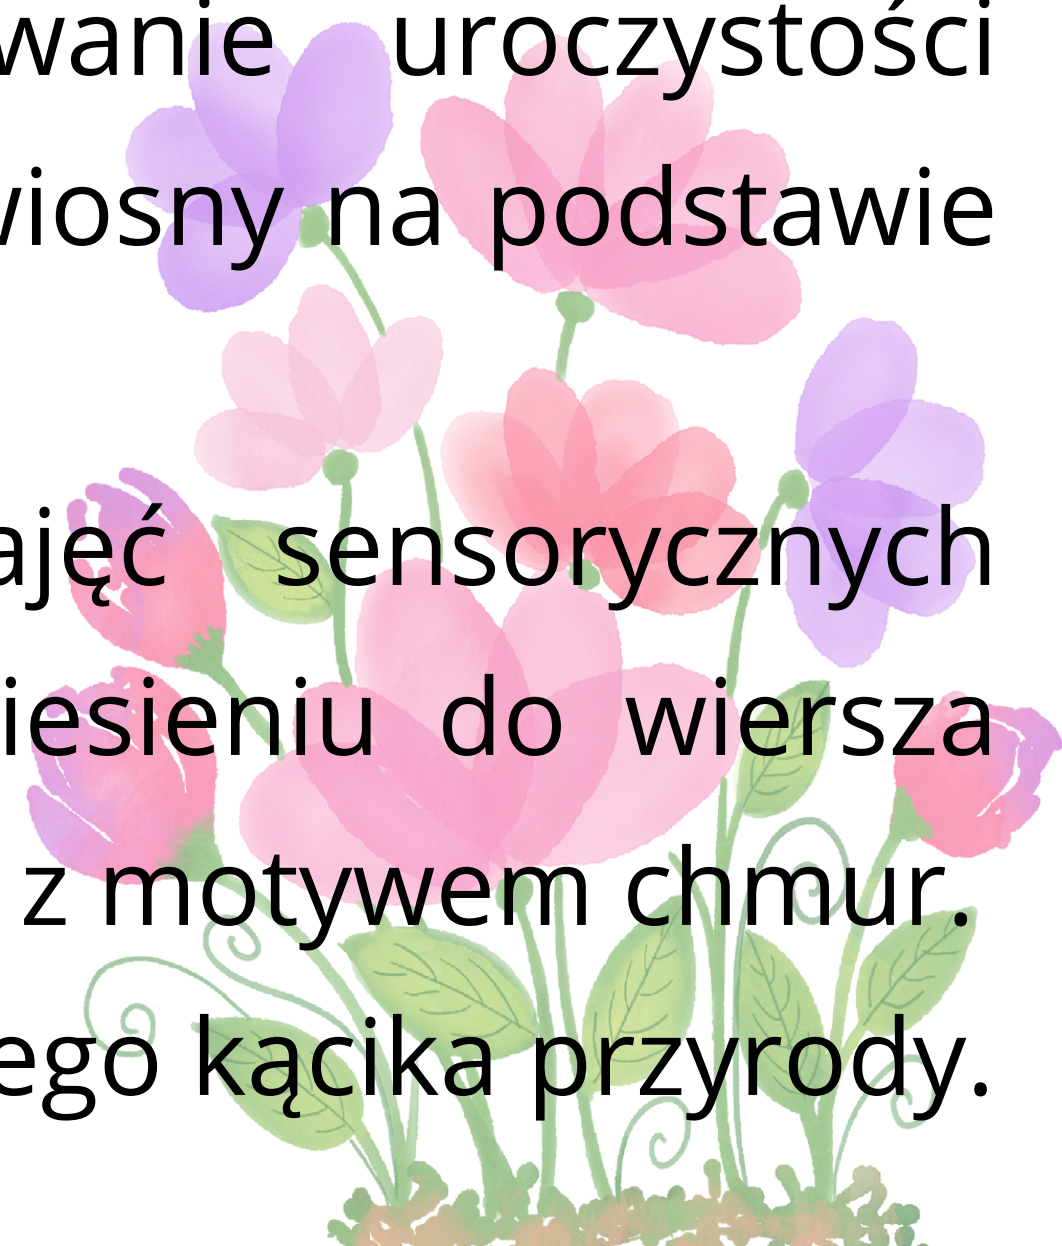 wanie uroczystości
wiosny na podstawie
ajęć sensorycznych
iesieniu do wiersza
z motywem chmur.
ego kącika przyrody.